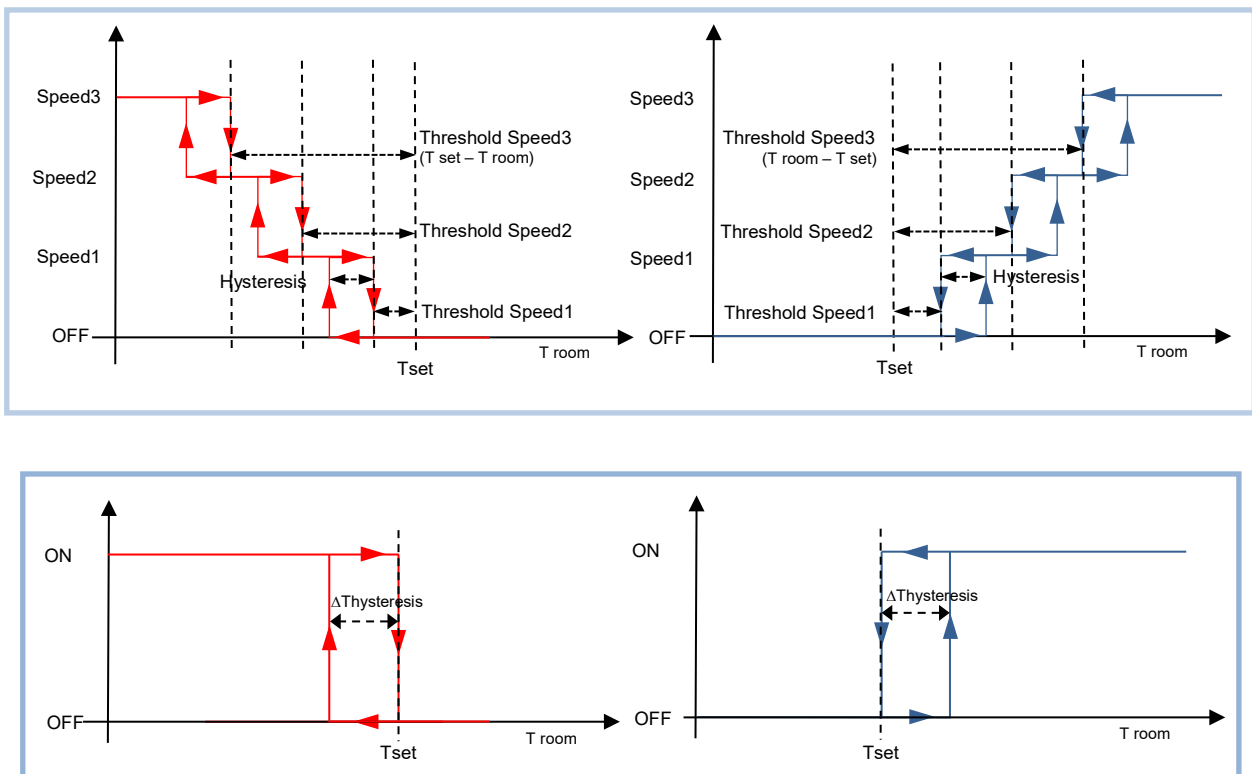 Speed3
Threshold Speed3
(T set – T room)
Speed2
Threshold Speed2
Speed1
Hysteresis
Threshold Speed1
OFF
T room
Tset
Speed3
Threshold Speed3
(T room – T set)
Speed2
Threshold Speed2
Speed1
Hysteresis
Threshold Speed1
OFF
T room
Tset
ON
ΔThysteresis
OFF
T room
Tset
ON
ΔThysteresis
OFF
T room
Tset